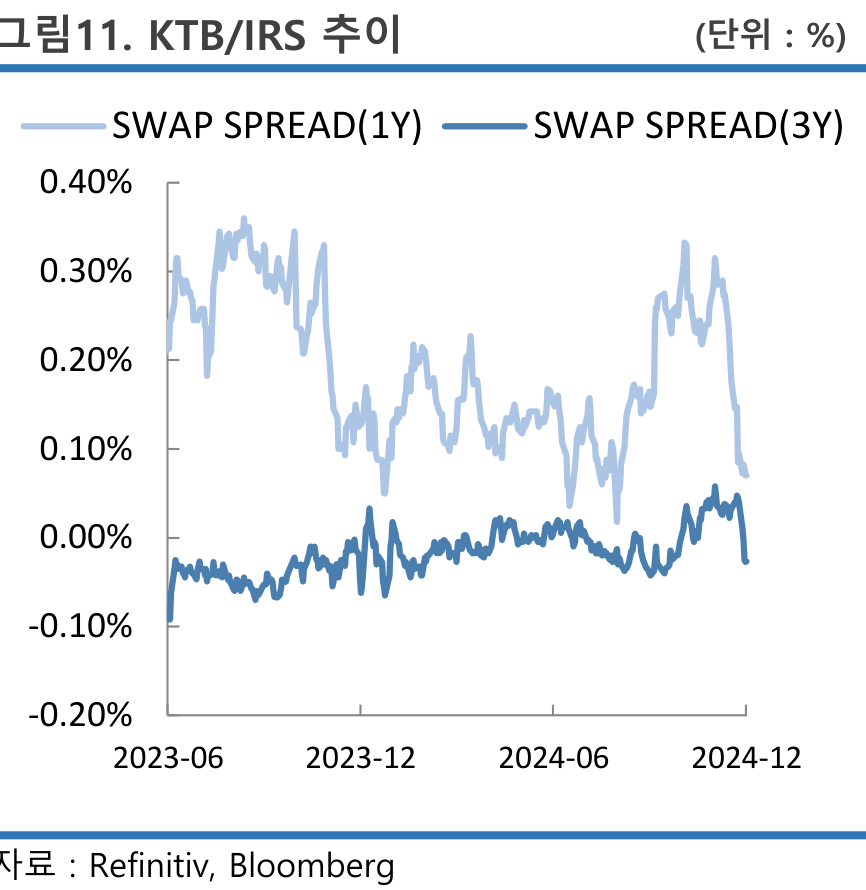 그림11. KTB/IRS 추이 (단위 : %)
SWAP SPREAD(1Y) SWAP SPREAD(3Y)
0.40%
0.30%
0.20%
0.10%
0.00%
-0.10%
-0.20%
2023-06 2023-12 2024-06 2024-12
자료 : Refinitiv, Bloomberg